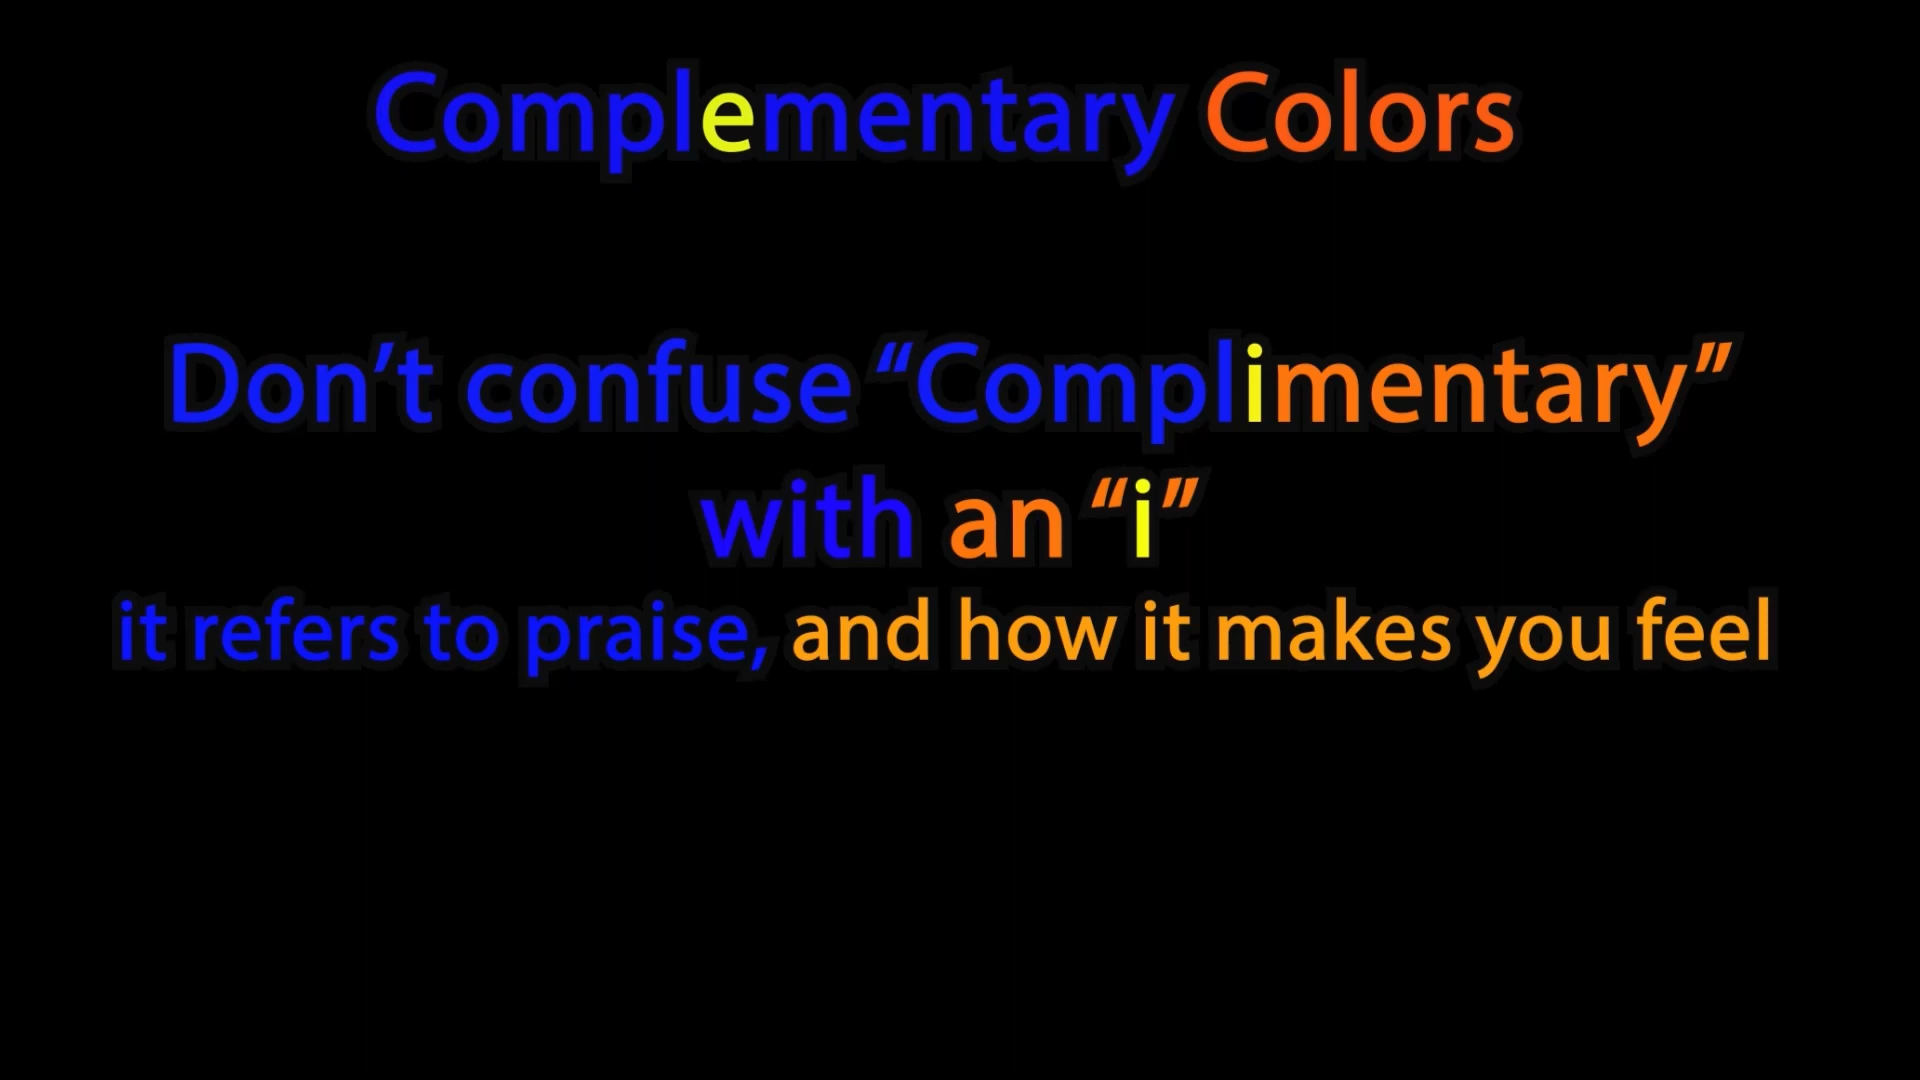 Complementary Colors
Don’t confuse “Complimentary”
with an “i”
it refers to praise, and how it makes you feel